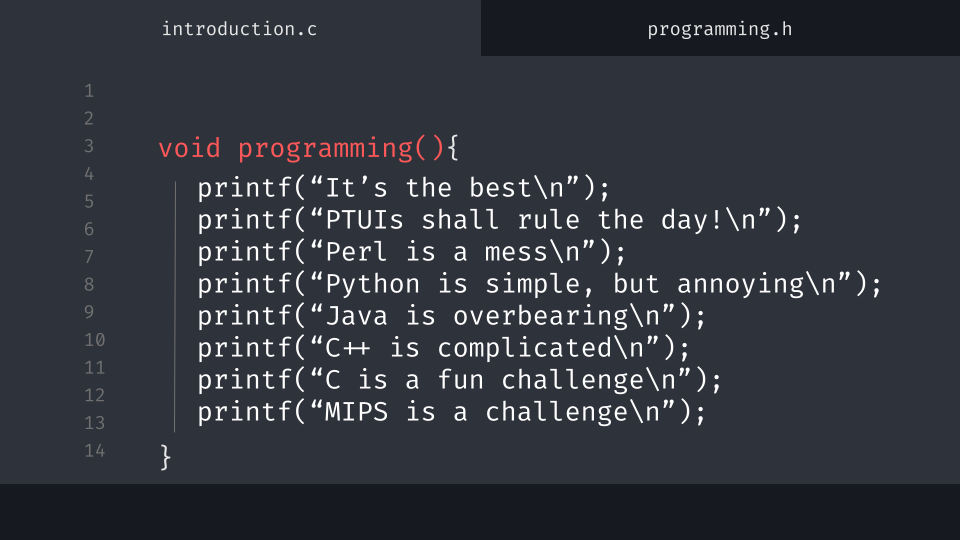 introduction.c
programming.h
1
2
3
4
5
6
7
8
9
10
11
12
13
14
void programming(){
printf(“It’s the best\n”);
printf(“PTUIs shall rule the day!\n”);
printf(“Perl is a mess\n”);
printf(“Python is simple, but annoying\n”);
printf(“Java is overbearing\n”);
printf(“C++ is complicated\n”);
printf(“C is a fun challenge\n”);
printf(“MIPS is a challenge\n”);
}